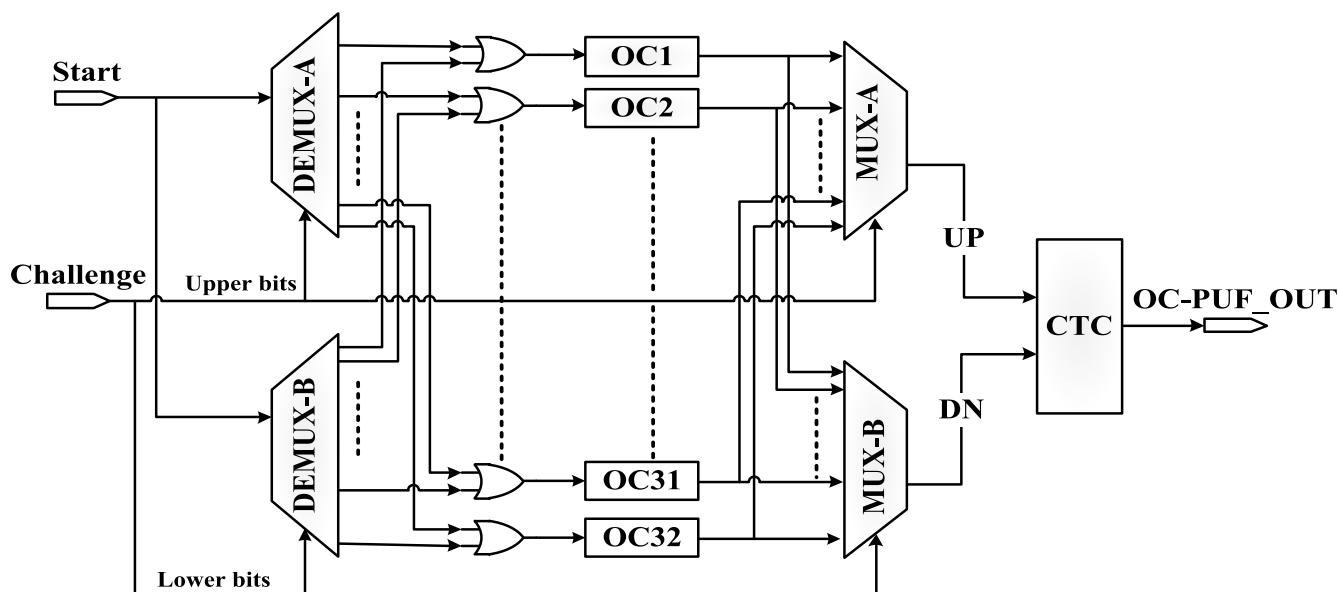 Start
Challenge
DEMUX-A
DEMUX-B
Upper bits
Lower bits
OC1
OC2
OC31
OC32
MUX-A
MUX-B
UP
DN
CTC
OC-PUF_OUT